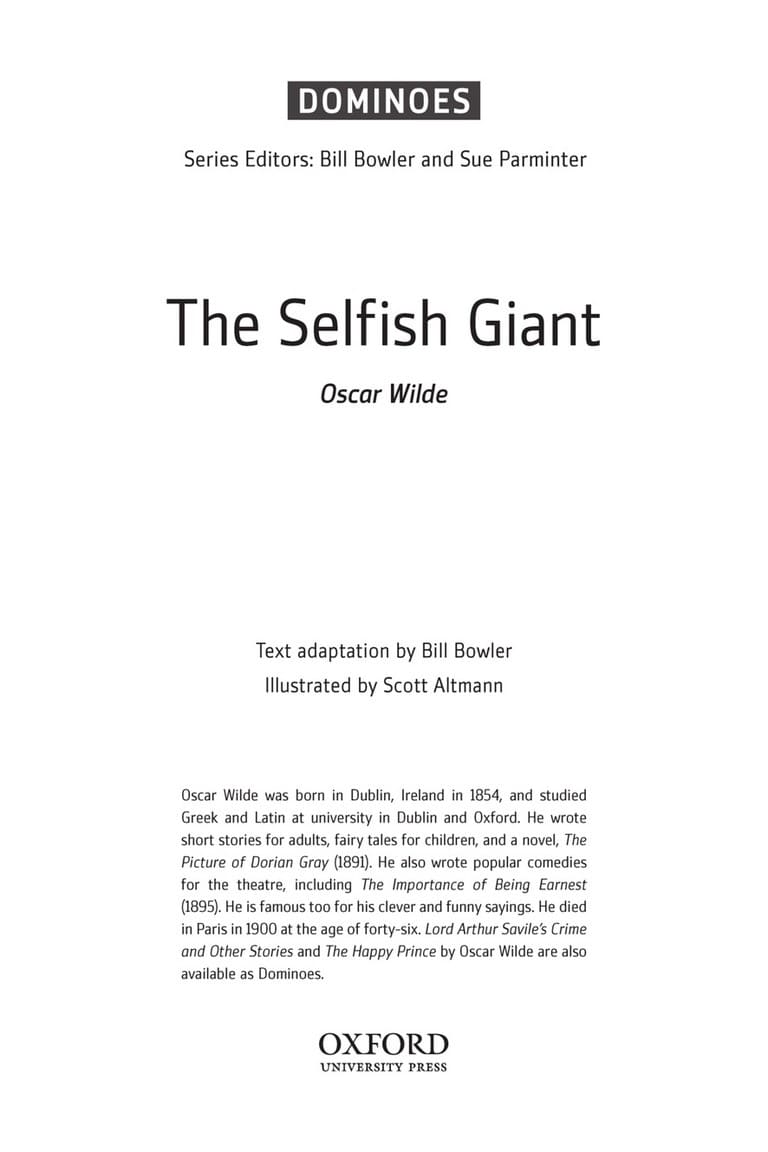 DOMINOES
Series Editors: Bill Bowler and Sue Parminter
The Selfish Giant
Oscar Wilde
Text adaptation by Bill Bowler
Illustrated by Scott Altmann
Oscar Wilde was born in Dublin, Ireland in 1854, and studied
Greek and Latin at university in Dublin and Oxford. He wrote
short stories for adults, fairy tales for children, and a novel, The
Picture of Dorian Gray (1891). He also wrote popular comedies
for the theatre, including The Importance of Being Earnest
(1895). He is famous too for his clever and funny sayings. He died
in Paris in 1900 at the age of forty-six. Lord Arthur Savile's Crime
and Other Stories and The Happy Prince by Oscar Wilde are also
available as Dominoes.
OXFORD
UNIVERSITY PRESS